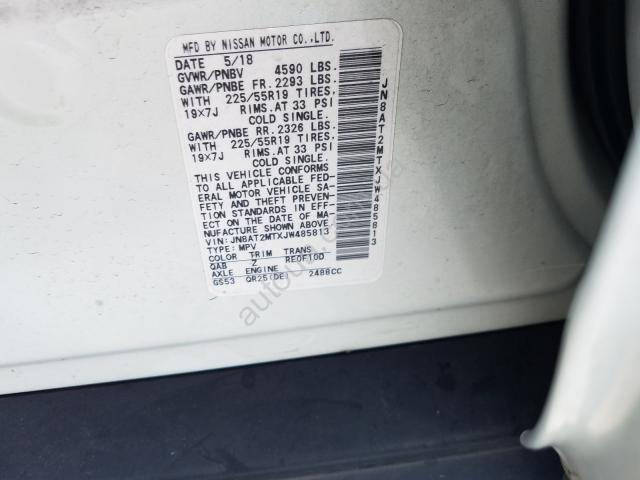 MFD BY NISSAN MOTOR CO.,LTD.
DATE 5/18
GVWR/PNBV 4590 LBS.
GAWR/PNBE FR. 2293 LBS.
WITH 225/55R19 TIRES,
19X7J RIMS.AT 33 PSI
COLD SINGLE.
GAWR/PNBE RR. 2326 LBS.
WITH 225/55R19 TIRES,
19X7J RIMS.AT 33 PSI
COLD SINGLE.
THIS VEHICLE CONFORMS
TO ALL APPLICABLE FED-
ERAL MOTOR VEHICLE SA-
FETY AND THEFT PREVEN-
TION STANDARDS IN EFF-
ECT ON THE DATE OF MA-
NUFACTURE SHOWN ABOVE.
VIN: JN8AT2MTXJW485813
TYPE: MPV
COLOR TRIM TRANS
QAB Z RE0F10D
AXLE ENGINE
GS53 QR25(DE) 2488CC
JN8AT2MTXJW485813